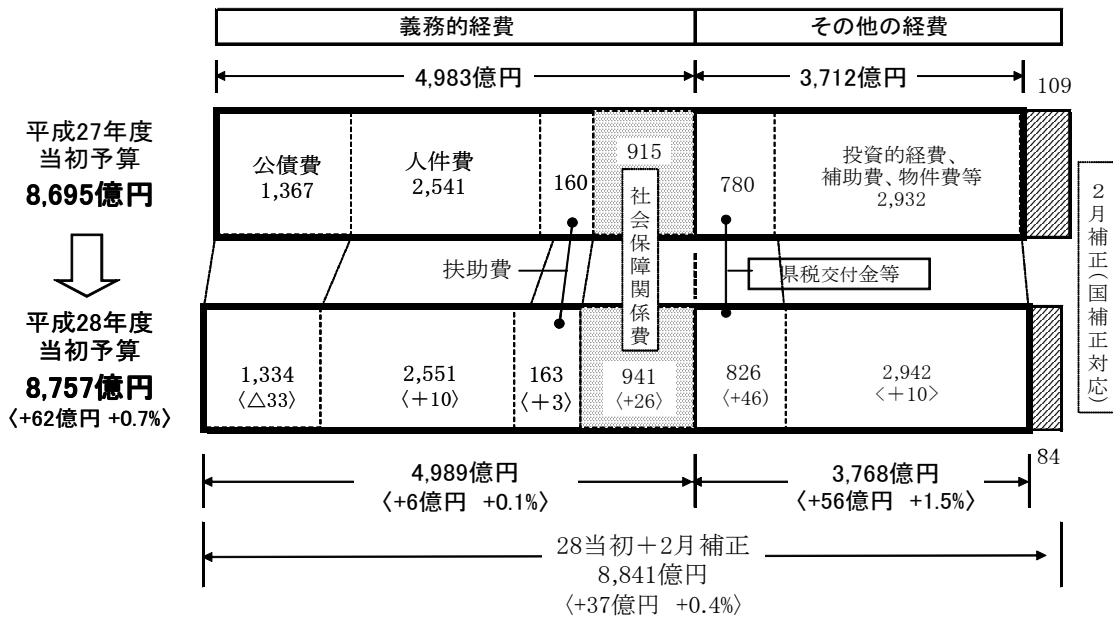 義務的経費
その他の経費
4,983億円
3,712億円
109
平成27年度
当初予算
8,695億円
公債費
1,367
人件費
2,541
160
915
780
投資的経費、
補助費、物件費等
2,932
社会保障関係費
扶助費
県税交付金等
2月補正(国補正対応)
平成28年度
当初予算
8,757億円
〈+62億円 +0.7%〉
1,334
〈△33〉
2,551
〈+10〉
163
〈+3〉
941
〈+26〉
826
〈+46〉
2,942
<+10>
84
4,989億円
〈+6億円 +0.1%〉
3,768億円
〈+56億円 +1.5%〉
28当初+2月補正
8,841億円
〈+37億円 +0.4%〉